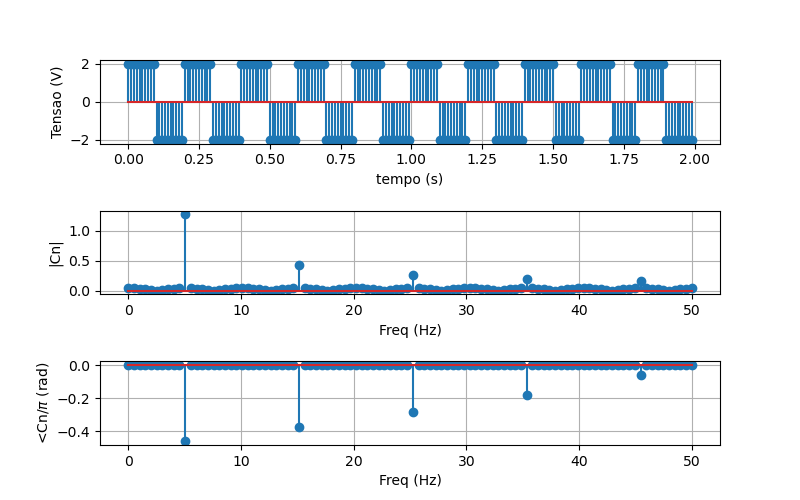 2
0
−2
Tensao (V)
0.00 0.25 0.50 0.75 1.00 1.25 1.50 1.75 2.00
tempo (s)
1.0
0.5
0.0
|Cn|
0 10 20 30 40 50
Freq (Hz)
0.0
−0.2
−0.4
<Cn/π (rad)
0 10 20 30 40 50
Freq (Hz)